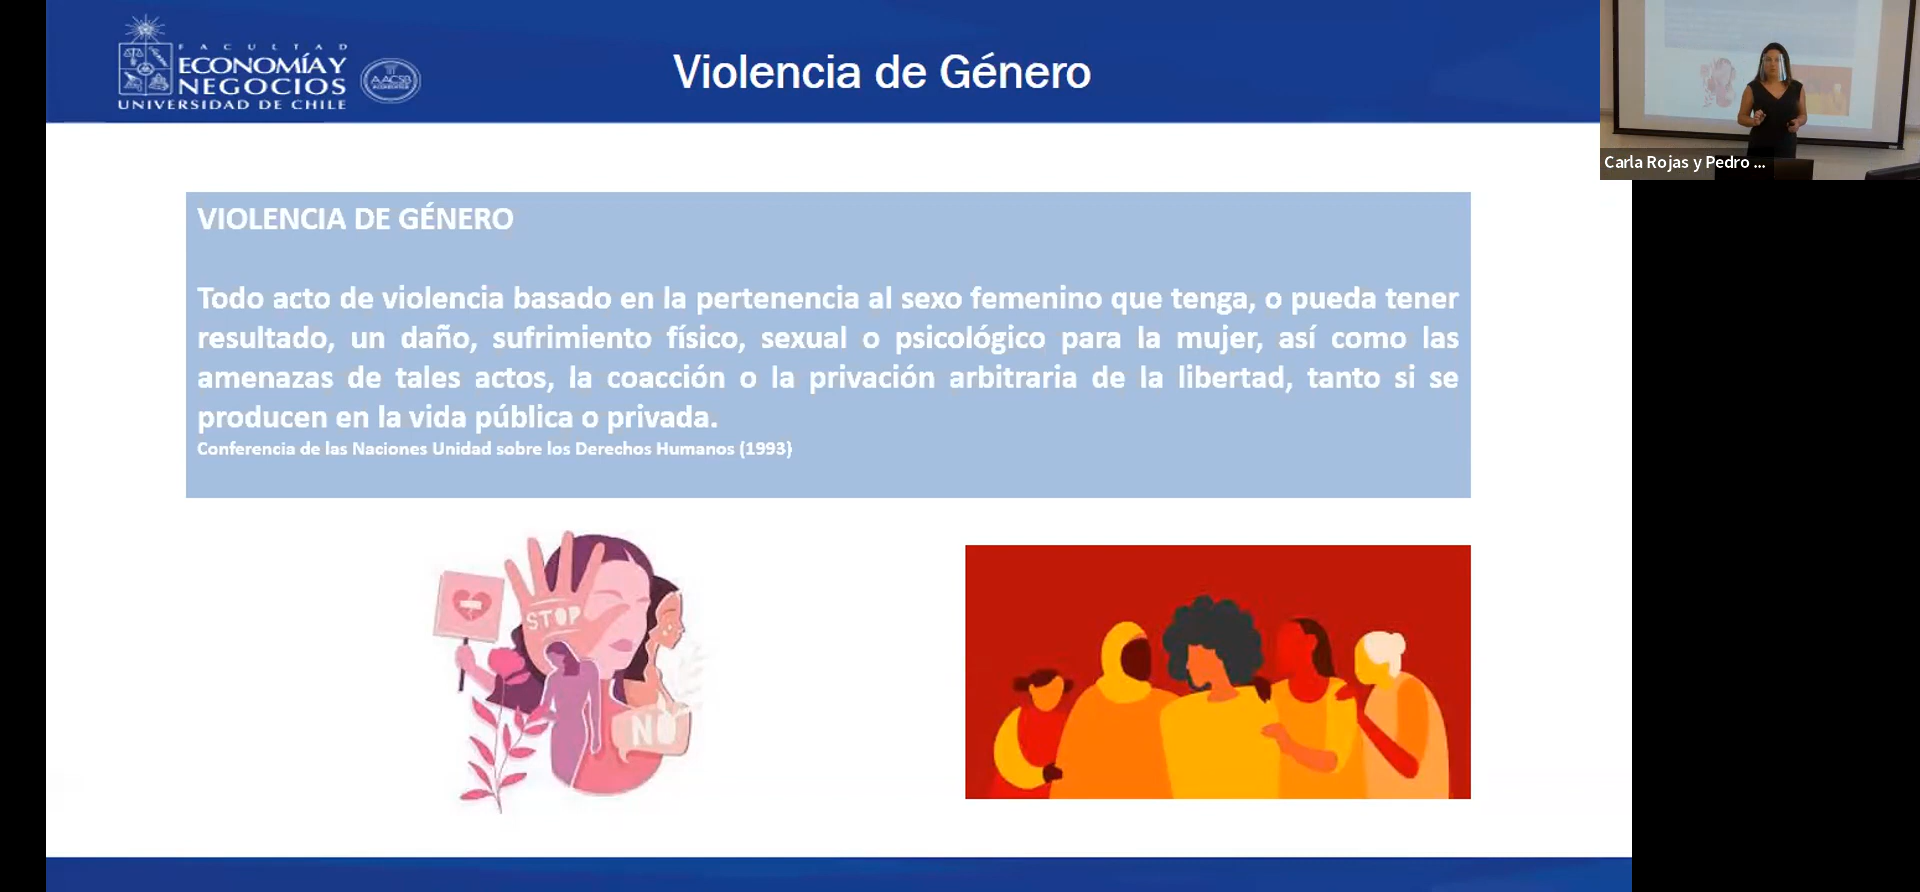 FACULTAD
ECONOMÍA Y
NEGOCIOS
UNIVERSIDAD DE CHILE
AACSB
ACCREDITED
Violencia de Género
Carla Rojas y Pedro ...
VIOLENCIA DE GÉNERO
Todo acto de violencia basado en la pertenencia al sexo femenino que tenga, o pueda tener
resultado, un daño, sufrimiento físico, sexual o psicológico para la mujer, así como las
amenazas de tales actos, la coacción o la privación arbitraria de la libertad, tanto si se
producen en la vida pública o privada.
Conferencia de las Naciones Unidad sobre los Derechos Humanos (1993)
STOP
NO